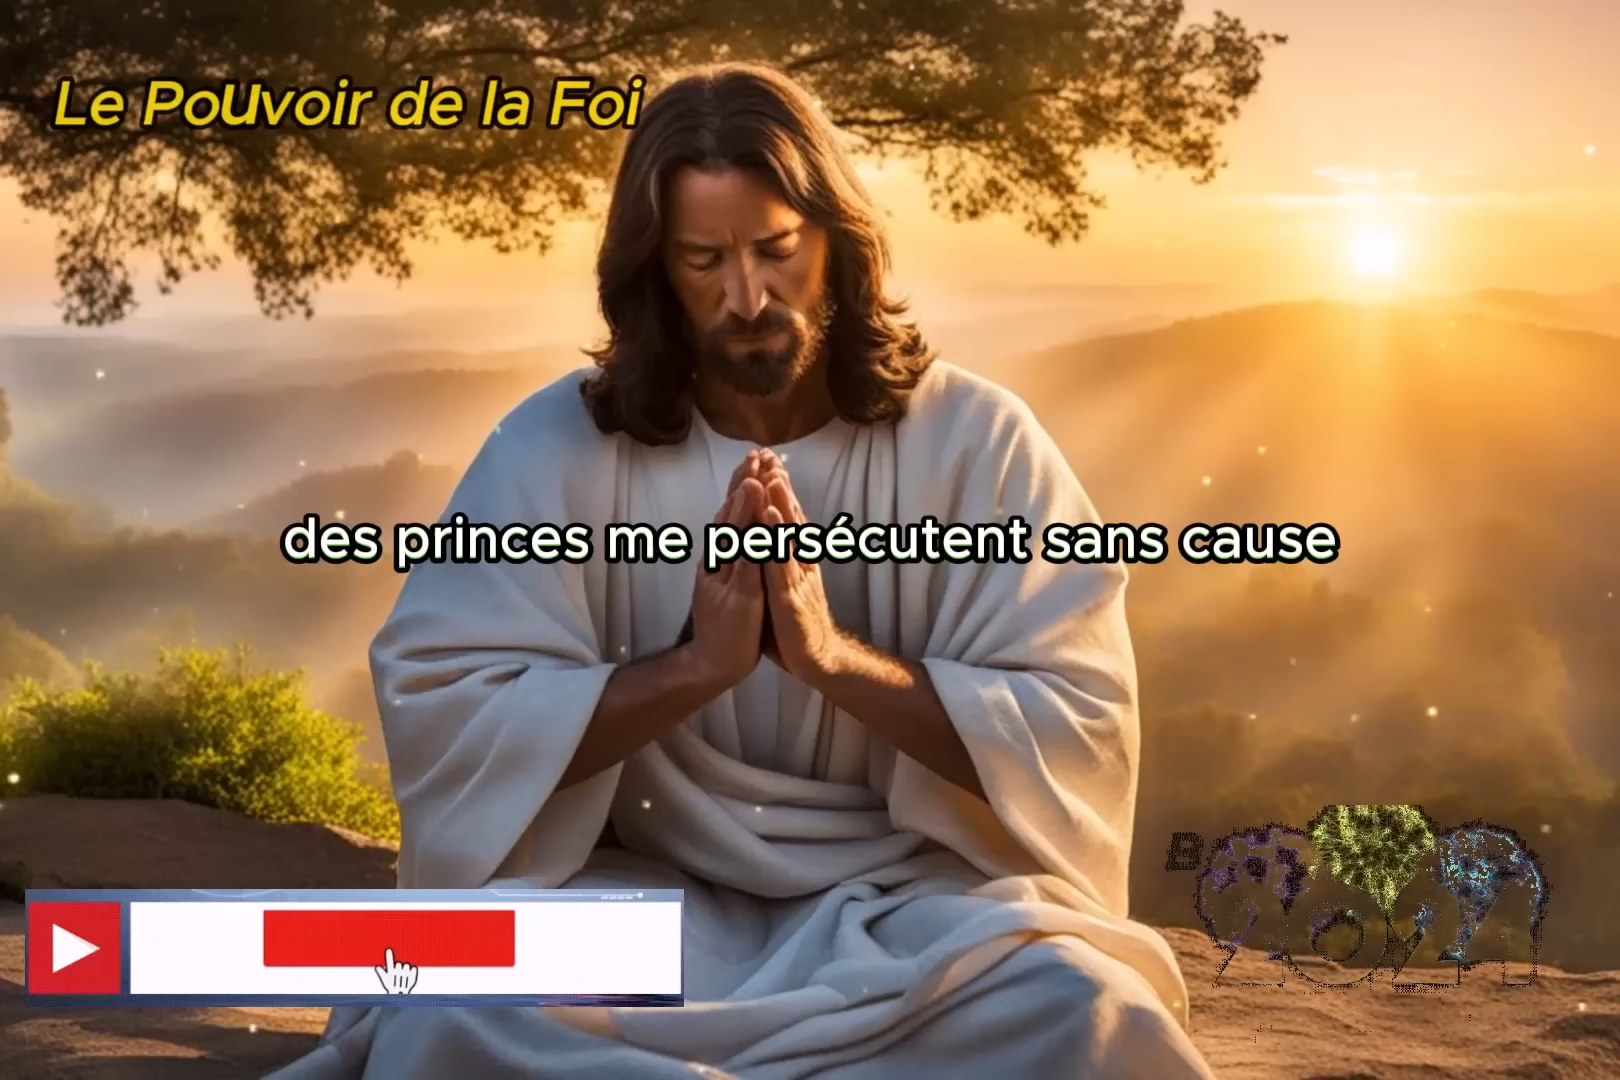 Le Pouvoir de la Foi
des princes me persécutent sans cause